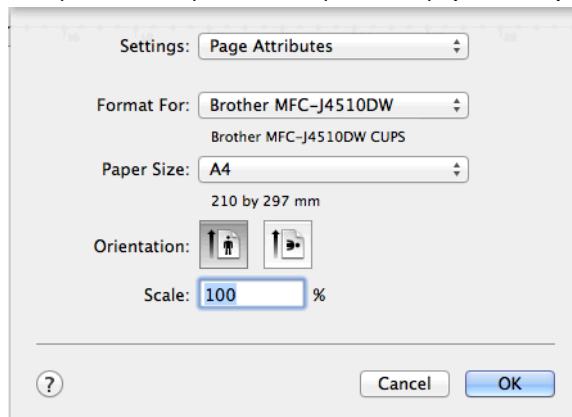 Settings: Page Attributes
Format For: Brother MFC-J4510DW
Brother MFC-J4510DW CUPS
Paper Size: A4
210 by 297 mm
Orientation:
Scale: 100 %
? Cancel OK